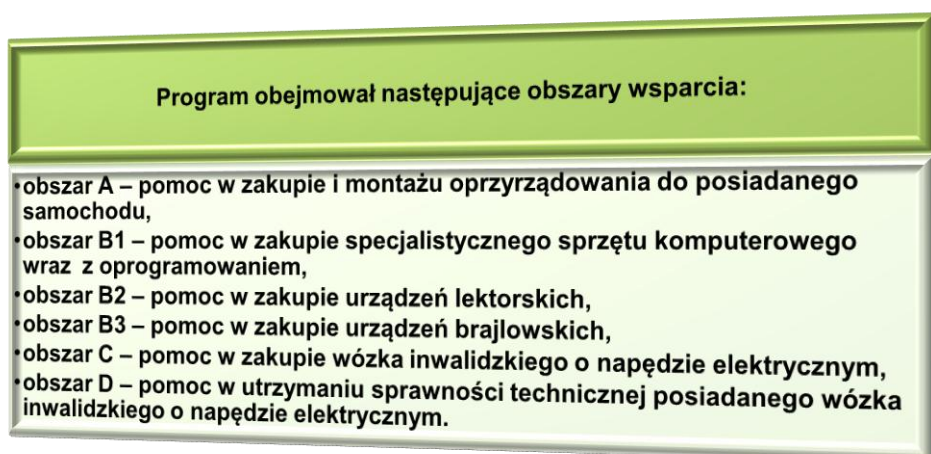 Program obejmował następujące obszary wsparcia:
•obszar A – pomoc w zakupie i montażu oprzyrządowania do posiadanego
samochodu,
•obszar B1 – pomoc w zakupie specjalistycznego sprzętu komputerowego
wraz z oprogramowaniem,
•obszar B2 – pomoc w zakupie urządzeń lektorskich,
•obszar B3 – pomoc w zakupie urządzeń brajlowskich,
•obszar C – pomoc w zakupie wózka inwalidzkiego o napędzie elektrycznym,
•obszar D – pomoc w utrzymaniu sprawności technicznej posiadanego wózka
inwalidzkiego o napędzie elektrycznym.